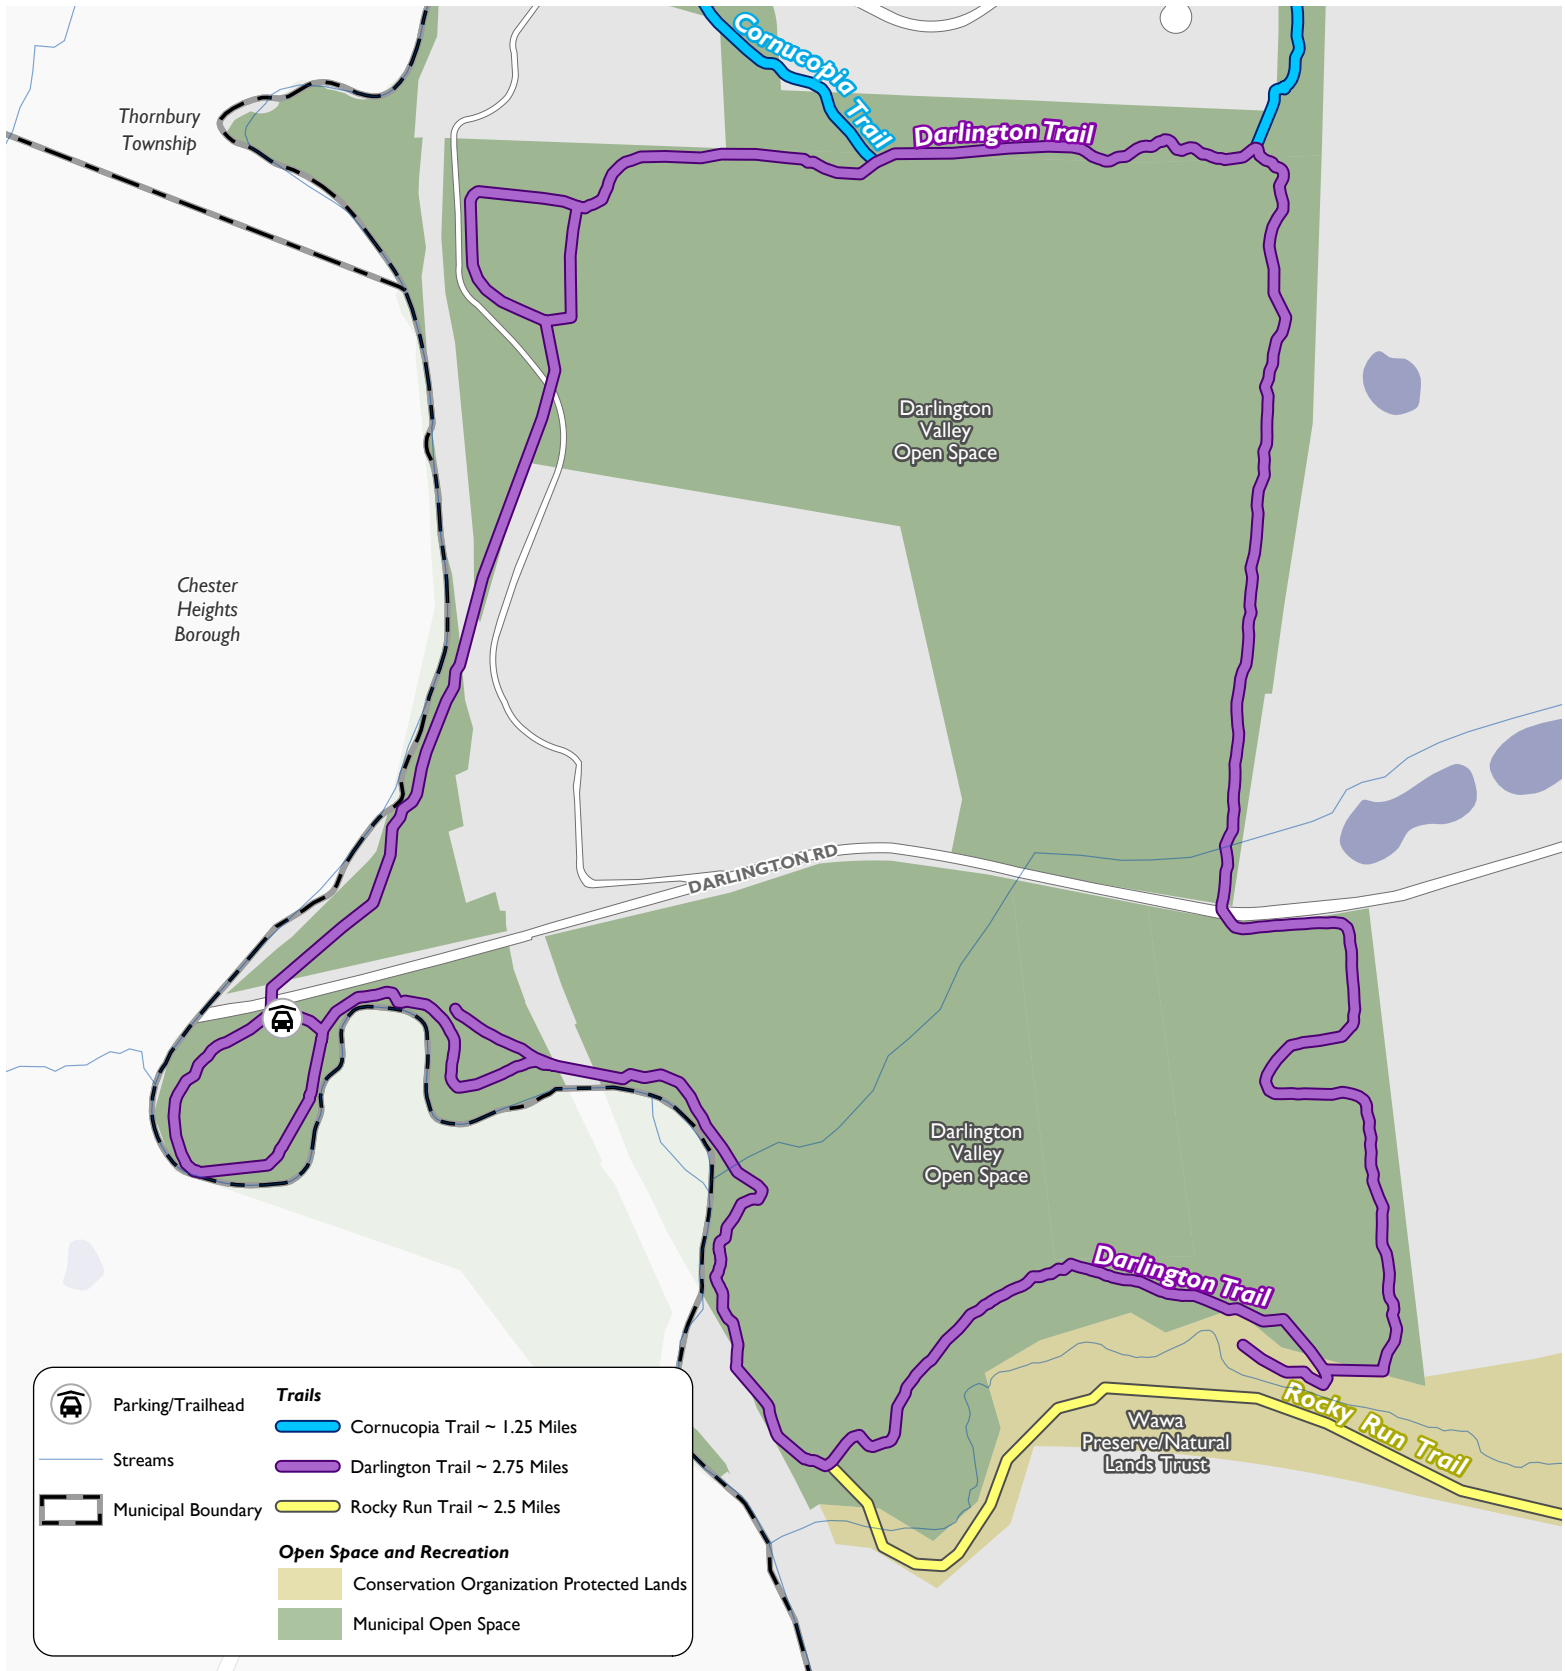 Cornucopia Trail
Darlington Trail
Thornbury
Township
Darlington
Valley
Open Space
Chester
Heights
Borough
DARLINGTON RD
Darlington
Valley
Open Space
Darlington Trail
Rocky Run Trail
Wawa
Preserve/Natural
Lands Trust
Parking/Trailhead
Streams
Municipal Boundary
Trails
Cornucopia Trail ~ 1.25 Miles
Darlington Trail ~ 2.75 Miles
Rocky Run Trail ~ 2.5 Miles
Open Space and Recreation
Conservation Organization Protected Lands
Municipal Open Space